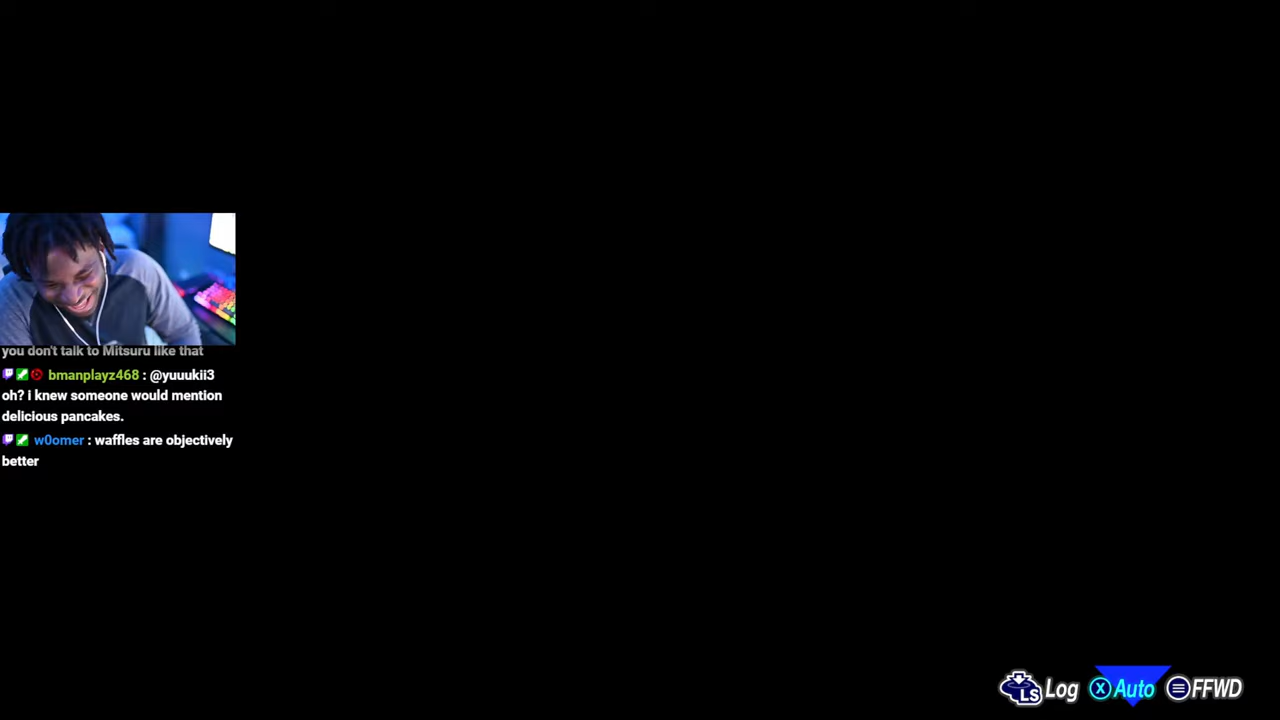 you don't talk to Mitsuru like that
bmanplayz468 : @yuuukii3
oh? i knew someone would mention
delicious pancakes.
w0omer : waffles are objectively
better
LS Log X Auto FFWD